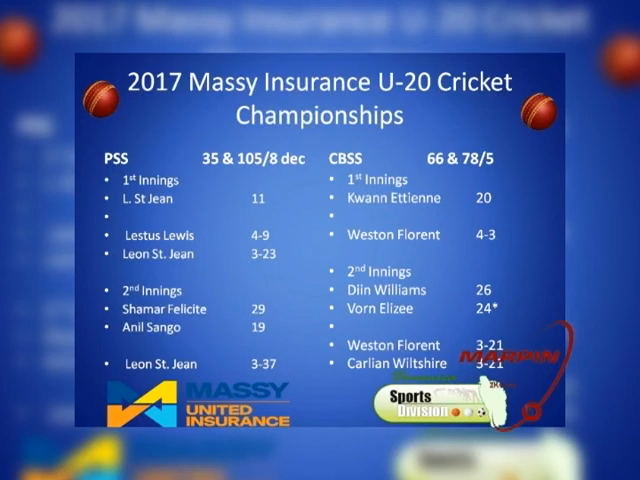 2017 Massy Insurance U-20 Cricket
Championships
PSS 35 & 105/8 dec
• 1st Innings
• L. St Jean 11
•
• Lestus Lewis 4-9
• Leon St. Jean 3-23
• 2nd Innings
• Shamar Felicite 29
• Anil Sango 19
• Leon St. Jean 3-37
CBSS 66 & 78/5
• 1st Innings
• Kwann Ettienne 20
•
• Weston Florent 4-3
• 2nd Innings
• Diin Williams 26
• Vorn Elizee 24*
•
• Weston Florent 3-21
• Carlian Wiltshire 3-21
MASSY
UNITED
INSURANCE
Sports
Division
MARPIN